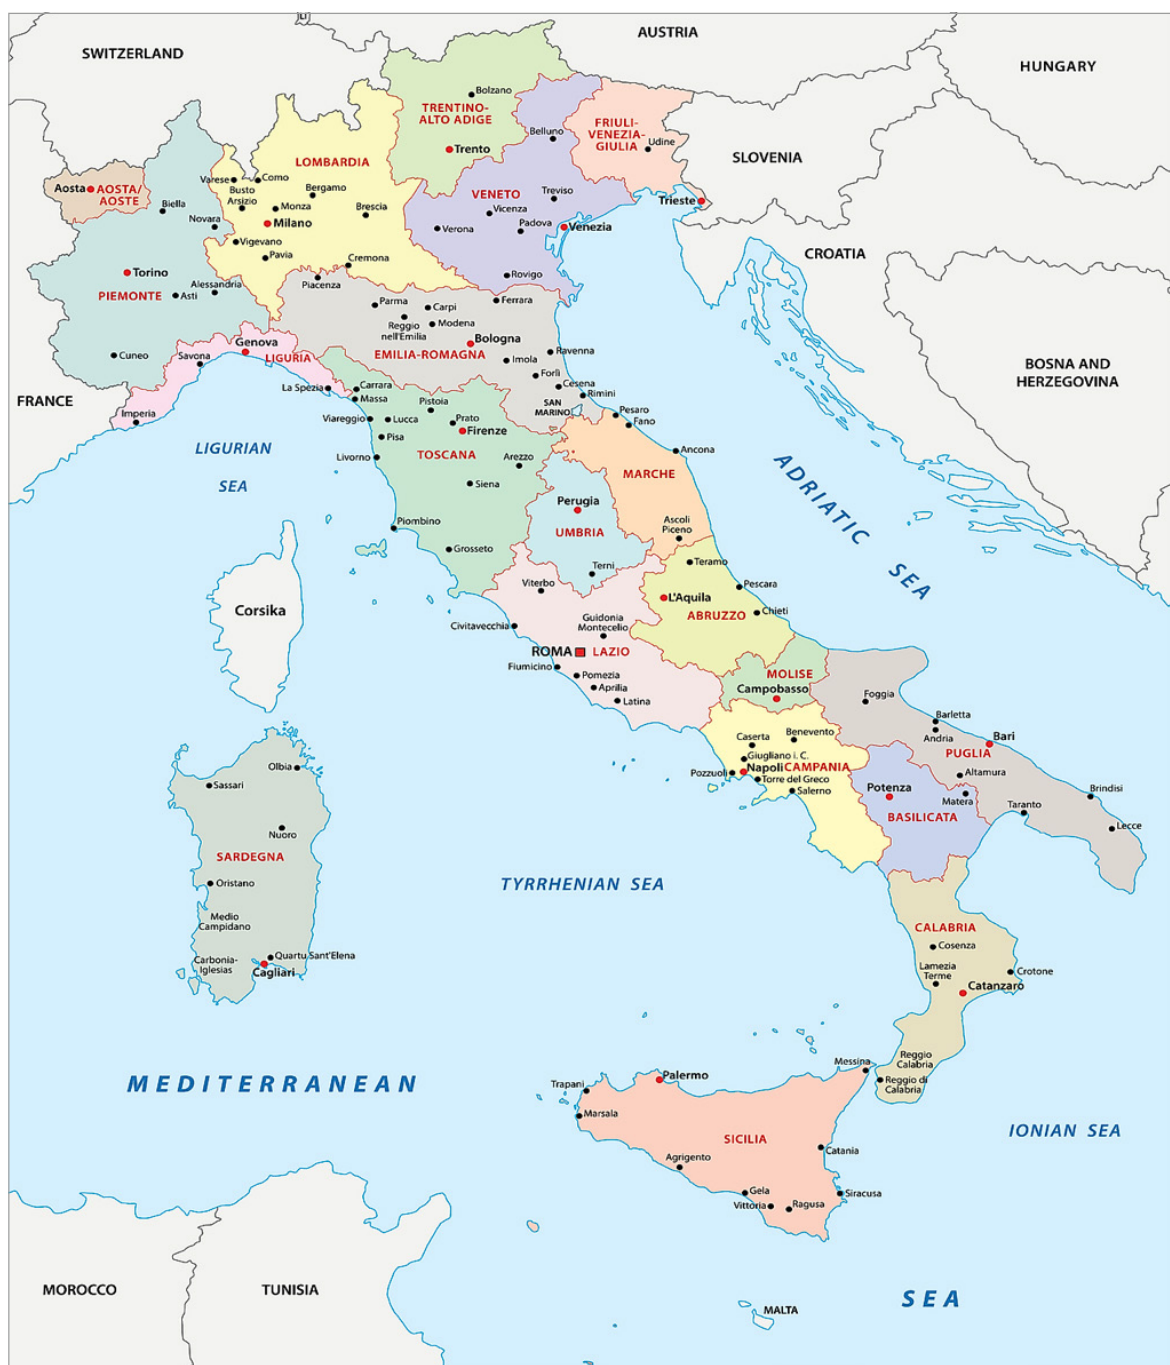 LI
AUSTRIA
SWITZERLAND
HUNGARY
Bolzano
TRENTINO-
ALTO ADIGE
FRIULI-
VENEZIA-
GIULIA
Belluno
Udine
Trento
SLOVENIA
LOMBARDIA
Aosta
AOSTA/
AOSTE
Varese
Como
Busto
Arsizio
Bergamo
Monza
Brescia
Milano
VENETO
Treviso
Vicenza
Padova
Verona
Venezia
Trieste
Biella
Novara
Vigevano
Pavia
Cremona
Rovigo
CROATIA
Torino
PIEMONTE
Asti
Alessandria
Piacenza
Parma
Carpi
Ferrara
Reggio
nell'Emilia
Modena
Bologna
EMILIA-ROMAGNA
Imola
Ravenna
Forlì
Cesena
Rimini
SAN
MARINO
Genova
LIGURIA
Savona
Cuneo
La Spezia
Imperia
FRANCE
BOSNA AND
HERZEGOVINA
Carrara
Massa
Pistoia
Viareggio
Lucca
Prato
Firenze
Pisa
TOSCANA
Livorno
Arezzo
Siena
Piombino
Grosseto
Pesaro
Fano
Ancona
MARCHE
Ascoli
Piceno
LIGURIAN
SEA
ADRIATIC
SEA
Perugia
UMBRIA
Terni
Teramo
Pescara
L'Aquila
ABRUZZO
Chieti
Corsika
Viterbo
Civitavecchia
Guidonia
Montecelio
ROMA
LAZIO
Fiumicino
Pomezia
Aprilia
Latina
MOLISE
Campobasso
Foggia
Barletta
Andria
Bari
PUGLIA
Altamura
Brindisi
Taranto
Lecce
Caserta
Benevento
Giugliano i. C.
Napoli
CAMPANIA
Pozzuoli
Torre del Greco
Salerno
Potenza
Matera
BASILICATA
Olbia
Sassari
Nuoro
SARDEGNA
Oristano
Medio
Campidano
Carbonia-
Iglesias
Quartu Sant'Elena
Cagliari
TYRRHENIAN SEA
CALABRIA
Cosenza
Lamezia
Terme
Crotone
Catanzaro
Reggio
Calabria
Reggio di
Calabria
MEDITERRANEAN
Messina
Palermo
Trapani
Marsala
SICILIA
Catania
Agrigento
Gela
Siracusa
Vittoria
Ragusa
IONIAN SEA
MOROCCO
TUNISIA
MALTA
SEA